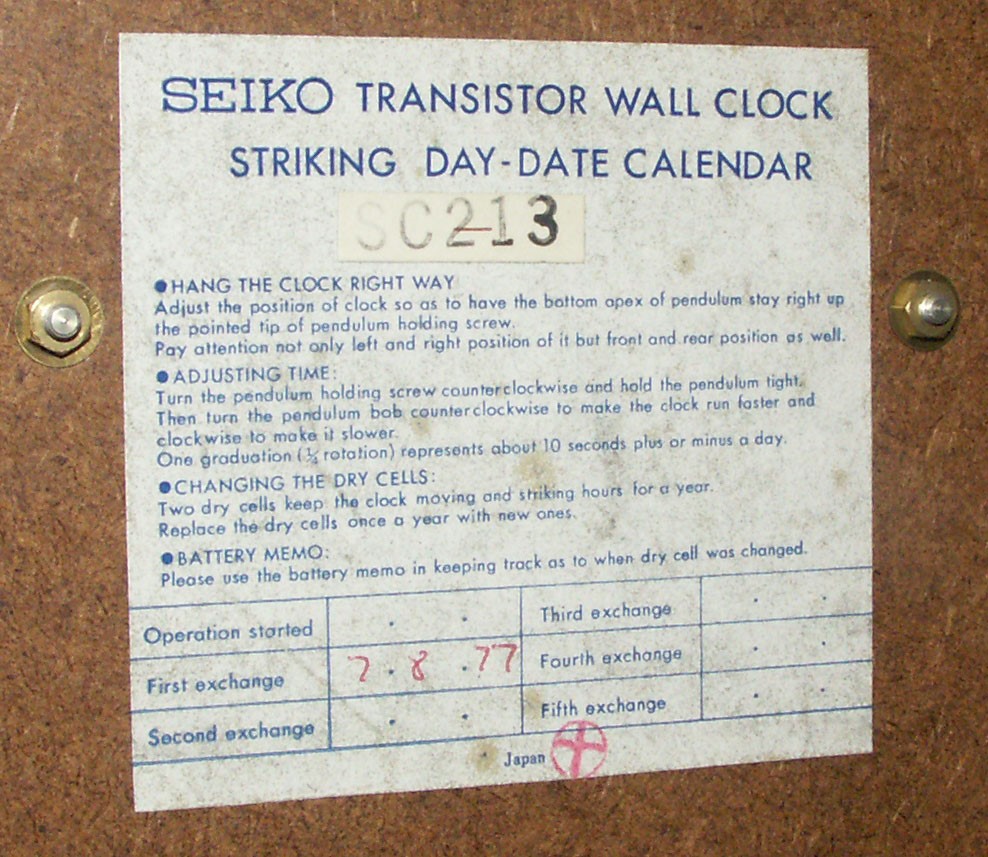 SEIKO TRANSISTOR WALL CLOCK
STRIKING DAY-DATE CALENDAR
SC2-13
●HANG THE CLOCK RIGHT WAY
Adjust the position of clock so as to have the bottom apex of pendulum stay right up
the pointed tip of pendulum holding screw.
Pay attention not only left and right position of it but front and rear position as well.
●ADJUSTING TIME:
Turn the pendulum holding screw counterclockwise and hold the pendulum tight.
Then turn the pendulum bob counterclockwise to make the clock run faster and
clockwise to make it slower.
One graduation (¼ rotation) represents about 10 seconds plus or minus a day.
●CHANGING THE DRY CELLS:
Two dry cells keep the clock moving and striking hours for a year.
Replace the dry cells once a year with new ones.
●BATTERY MEMO:
Please use the battery memo in keeping track as to when dry cell was changed.
Operation started . .
First exchange 7.8.77
Second exchange . .
Third exchange . .
Fourth exchange . .
Fifth exchange . .
Japan